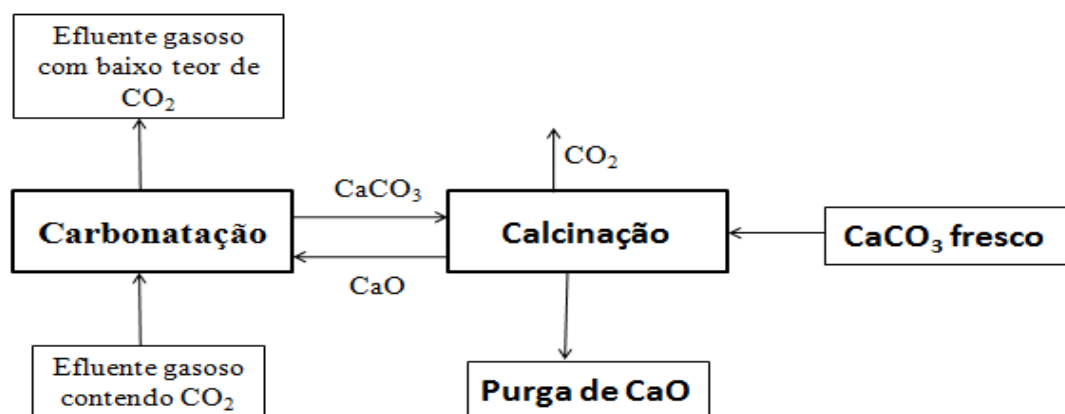 Efluente gasoso
com baixo teor de
CO₂
CO₂
CaCO₃
Carbonatação
Calcinação
CaCO₃ fresco
CaO
Efluente gasoso
contendo CO₂
Purga de CaO